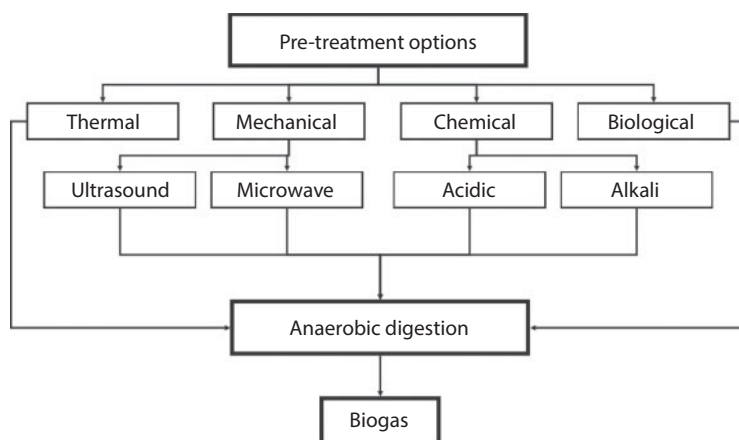 Pre-treatment options
Thermal
Mechanical
Chemical
Biological
Ultrasound
Microwave
Acidic
Alkali
Anaerobic digestion
Biogas